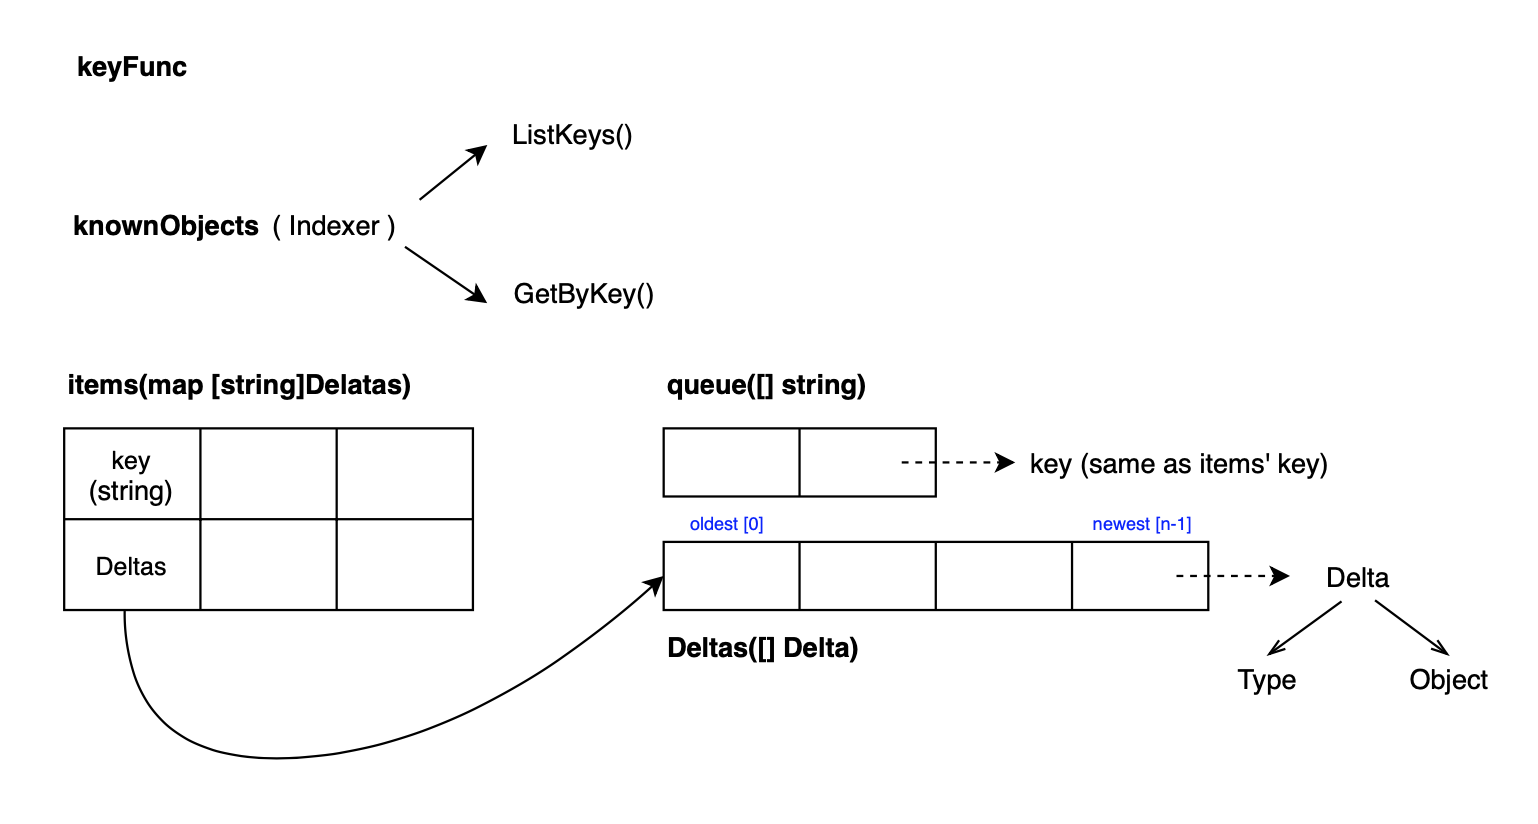 keyFunc
ListKeys()
knownObjects ( Indexer )
GetByKey()
items(map [string]Delatas)
queue([] string)
key
(string)
key (same as items' key)
oldest [0]
newest [n-1]
Deltas
Delta
Deltas([] Delta)
Type
Object